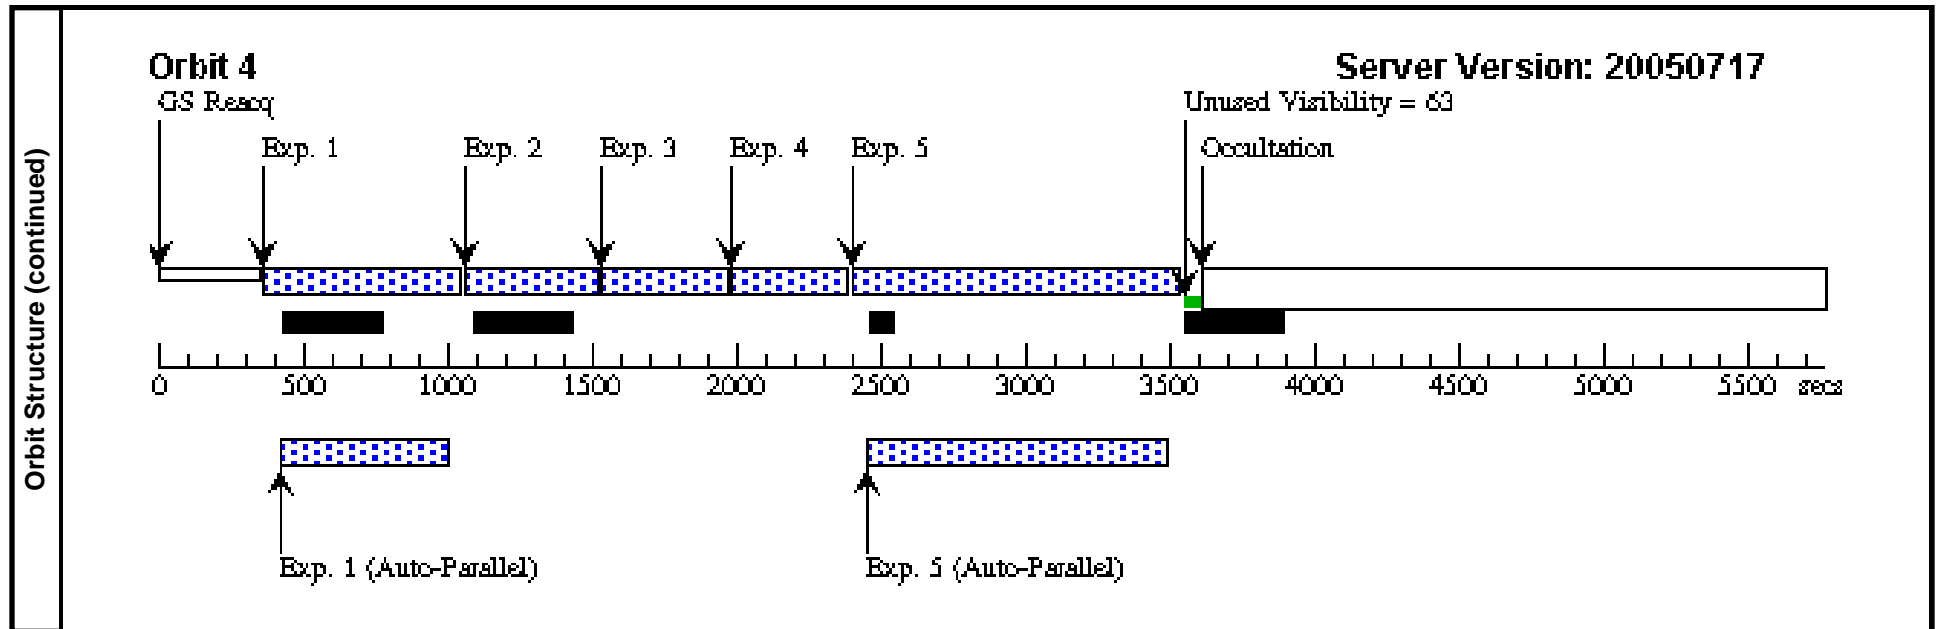 Orbit Structure (continued)
Orbit 4
Server Version: 20050717
GS Reacq
Unused Visibility = 63
Exp. 1
Exp. 2
Exp. 3
Exp. 4
Exp. 5
Occultation
0 500 1000 1500 2000 2500 3000 3500 4000 4500 5000 5500 secs
Exp. 1 (Auto-Parallel)
Exp. 5 (Auto-Parallel)